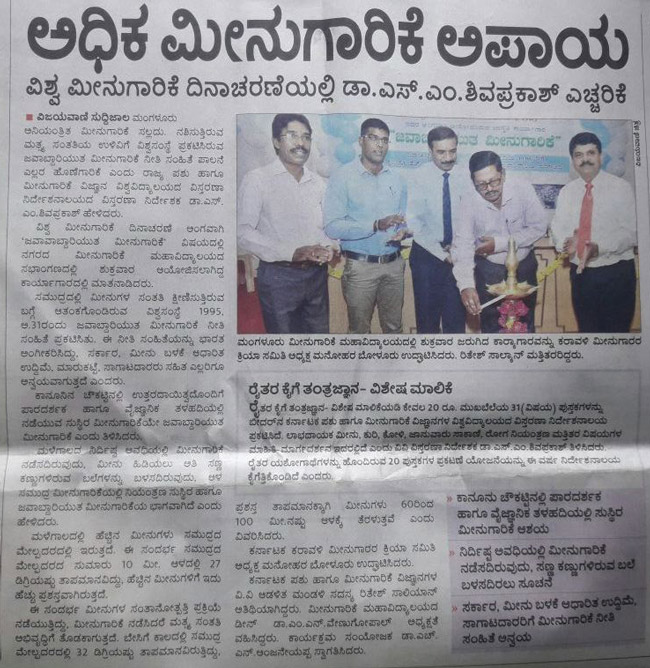 ಅಧಿಕ ಮೀನುಗಾರಿಕೆ ಅಪಾಯ
ವಿಶ್ವ ಮೀನುಗಾರಿಕೆ ದಿನಾಚರಣೆಯಲ್ಲಿ ಡಾ.ಎಸ್.ಎಂ.ಶಿವಪ್ರಕಾಶ್ ಎಚ್ಚರಿಕೆ
ವಿಜಯವಾಣಿ ಸುದ್ದಿಜಾಲ ಮಂಗಳೂರು
ಅನಿಯಂತ್ರಿತ ಮೀನುಗಾರಿಕೆ ಸಲ್ಲದು. ನಶಿಸುತ್ತಿರುವ
ಮತ್ಸ್ಯ ಸಂತತಿಯ ಉಳಿವಿಗೆ ವಿಶ್ವಸಂಸ್ಥೆ ಪ್ರಕಟಿಸಿರುವ
ಜವಾಬ್ದಾರಿಯುತ ಮೀನುಗಾರಿಕೆ ನೀತಿ ಸಂಹಿತೆ ಪಾಲನೆ
ಎಲ್ಲರ ಹೊಣೆಗಾರಿಕೆ ಎಂದು ರಾಜ್ಯ ಪಶು ಹಾಗೂ
ಮೀನುಗಾರಿಕೆ ವಿಜ್ಞಾನ ವಿಶ್ವವಿದ್ಯಾಲಯದ ವಿಸ್ತರಣಾ
ನಿರ್ದೇಶನಾಲಯದ ವಿಸ್ತರಣಾ ನಿರ್ದೇಶಕ ಡಾ.ಎಸ್.
ಎಂ.ಶಿವಪ್ರಕಾಶ್ ಹೇಳಿದರು.
ವಿಶ್ವ ಮೀನುಗಾರಿಕೆ ದಿನಾಚರಣೆ ಅಂಗವಾಗಿ
'ಜವಾಬ್ದಾರಿಯುತ ಮೀನುಗಾರಿಕೆ' ವಿಷಯದಲ್ಲಿ
ನಗರದ ಮೀನುಗಾರಿಕೆ ಮಹಾವಿದ್ಯಾಲಯದ
ಸಭಾಂಗಣದಲ್ಲಿ ಶುಕ್ರವಾರ ಆಯೋಜಿಸಲಾಗಿದ್ದ
ಕಾರ್ಯಾಗಾರದಲ್ಲಿ ಮಾತನಾಡಿದರು.
ಸಮುದ್ರದಲ್ಲಿ ಮೀನುಗಳ ಸಂತತಿ ಕ್ಷೀಣಿಸುತ್ತಿರುವ
ಬಗ್ಗೆ ಆತಂಕಗೊಂಡಿರುವ ವಿಶ್ವಸಂಸ್ಥೆ 1995,
ಅ.31ರಂದು ಜವಾಬ್ದಾರಿಯುತ ಮೀನುಗಾರಿಕೆ ನೀತಿ
ಸಂಹಿತೆ ಪ್ರಕಟಿಸಿತು. ಈ ನೀತಿ ಸಂಹಿತೆಯನ್ನು ಭಾರತ
ಅಂಗೀಕರಿಸಿದ್ದು, ಸರ್ಕಾರ, ಮೀನು ಬಳಕೆ ಆಧಾರಿತ
ಉದ್ದಿಮೆ, ಮಾರುಕಟ್ಟೆ, ಸಾಗಾಟದಾರರು ಸಹಿತ ಎಲ್ಲರಿಗೂ
ಅನ್ವಯವಾಗುತ್ತದೆ ಎಂದರು.
ಕಾನೂನಿನ ಚೌಕಟ್ಟಿನಲ್ಲಿ ಉತ್ತರದಾಯಿತ್ವದೊಂದಿಗೆ
ಪಾರದರ್ಶಕ ಹಾಗೂ ವೈಜ್ಞಾನಿಕ ತಳಹದಿಯಲ್ಲಿ
ನಡೆಯುವ ಸುಸ್ಥಿರ ಮೀನುಗಾರಿಕೆಯೇ ಜವಾಬ್ದಾರಿಯುತ
ಮೀನುಗಾರಿಕೆ ಎಂದು ತಿಳಿಸಿದರು.
ಮಳೆಗಾಲದ ನಿರ್ದಿಷ್ಟ ಅವಧಿಯಲ್ಲಿ ಮೀನುಗಾರಿಕೆ
ನಡೆಸದಿರುವುದು, ಮೀನು ಹಿಡಿಯಲು ಅತಿ ಸಣ್ಣ
ಕಣ್ಣುಗಳಿರುವ ಬಲೆಗಳನ್ನು ಬಳಸದಿರುವುದು, ಆಳ
ಸಮುದ್ರ ಮೀನುಗಾರಿಕೆಯಲ್ಲಿ ನಿಯಂತ್ರಣ ಸುಸ್ಥಿರ ಹಾಗೂ
ಜವಾಬ್ದಾರಿಯುತ ಮೀನುಗಾರಿಕೆಯ ಭಾಗವಾಗಿದೆ ಎಂದು
ಹೇಳಿದರು.
ಮಳೆಗಾಲದಲ್ಲಿ ಹೆಚ್ಚಿನ ಮೀನುಗಳು ಸಮುದ್ರದ
ಮೇಲ್ಪದರದಲ್ಲಿ ಇರುತ್ತದೆ. ಈ ಸಂದರ್ಭ ಸಮುದ್ರದ
ಮೇಲ್ಪದರದ ಸುಮಾರು 10 ಮೀ. ಆಳದಲ್ಲಿ 27
ಡಿಗ್ರಿಯಷ್ಟು ತಾಪಮಾನವಿದ್ದು, ಹೆಚ್ಚಿನ ಮೀನುಗಳಿಗೆ ಇದು
ಹೆಚ್ಚು ಪ್ರಶಸ್ತವಾಗಿರುತ್ತದೆ.
ಈ ಸಂದರ್ಭ ಮೀನುಗಳ ಸಂತಾನೋತ್ಪತ್ತಿ ಪ್ರಕ್ರಿಯೆ
ನಡೆಯುತ್ತಿದ್ದು, ಮೀನುಗಾರಿಕೆ ನಡೆಸಿದರೆ ಮತ್ಸ್ಯ ಸಂತತಿ
ಅಭಿವೃದ್ಧಿಗೆ ತೊಡಕಾಗುತ್ತದೆ. ಬೇಸಿಗೆ ಕಾಲದಲ್ಲಿ ಸಮುದ್ರ
ಮೇಲ್ಪದರದಲ್ಲಿ 32 ಡಿಗ್ರಿಯಷ್ಟು ತಾಪಮಾನವಿರುತ್ತಿದ್ದು,
"ಜವಾಬ್ದಾರಿಯುತ ಮೀನುಗಾರಿಕೆ"
ಮಂಗಳೂರು ಮೀನುಗಾರಿಕೆ ಮಹಾವಿದ್ಯಾಲಯದಲ್ಲಿ ಶುಕ್ರವಾರ ಜರುಗಿದ ಕಾರ್ಯಾಗಾರವನ್ನು ಕರಾವಳಿ ಮೀನುಗಾರರ
ಕ್ರಿಯಾ ಸಮಿತಿ ಅಧ್ಯಕ್ಷ ಮನೋಹರ ಬೋಳೂರು ಉದ್ಘಾಟಿಸಿದರು. ರಿತೇಶ್ ಸಾಲ್ಯಾನ್ ಮತ್ತಿತರರಿದ್ದರು.
ರೈತರ ಕೈಗೆ ತಂತ್ರಜ್ಞಾನ- ವಿಶೇಷ ಮಾಲಿಕೆ
ರೈತರ ಕೈಗೆ ತಂತ್ರಜ್ಞಾನ- ವಿಶೇಷ ಮಾಲಿಕೆಯಡಿ ಕೇವಲ 20 ರೂ. ಮುಖಬೆಲೆಯ 31(ವಿಷಯ) ಪುಸ್ತಕಗಳನ್ನು
ಬೀದರ್‌ನ ಕರ್ನಾಟಕ ಪಶು ಹಾಗೂ ಮೀನುಗಾರಿಕೆ ವಿಜ್ಞಾನಗಳ ವಿಶ್ವವಿದ್ಯಾಲಯದ ವಿಸ್ತರಣಾ ನಿರ್ದೇಶನಾಲಯ
ಪ್ರಕಟಿಸಿದೆ. ಲಾಭದಾಯಕ ಮೀನು, ಕುರಿ, ಕೋಳಿ, ಜಾನುವಾರು ಸಾಕಾಣೆ, ರೋಗ ನಿಯಂತ್ರಣ ಮತ್ತಿತರ ವಿಷಯಗಳ
ಮಾಹಿತಿ- ಮಾರ್ಗದರ್ಶನ ಇದರಲ್ಲಿದೆ ಎಂದು ವಿವಿ ವಿಸ್ತರಣಾ ನಿರ್ದೇಶಕ ಡಾ.ಎಸ್.ಎಂ.ಶಿವಪ್ರಕಾಶ್ ತಿಳಿಸಿದರು.
ರೈತರ ಯಶೋಗಾಥೆಗಳನ್ನು ಹೊಂದಿರುವ 20 ಪುಸ್ತಕಗಳ ಪ್ರಕಟಣೆ ಯೋಜನೆಯನ್ನು ಈ ವರ್ಷ ನಿರ್ದೇಶನಾಲಯ
ಕೈಗೆತ್ತಿಕೊಂಡಿದೆ ಎಂದರು.
ಪ್ರಶಸ್ತ ತಾಪಮಾನಕ್ಕಾಗಿ ಮೀನುಗಳು 60ರಿಂದ
100 ಮೀ.ನಷ್ಟು ಆಳಕ್ಕೆ ತೆರಳುತ್ತವೆ ಎಂದು
ವಿವರಿಸಿದರು.
ಕರ್ನಾಟಕ ಕರಾವಳಿ ಮೀನುಗಾರರ ಕ್ರಿಯಾ ಸಮಿತಿ
ಅಧ್ಯಕ್ಷ ಮನೋಹರ ಬೋಳೂರು ಉದ್ಘಾಟಿಸಿದರು.
ಕರ್ನಾಟಕ ಪಶು ಹಾಗೂ ಮೀನುಗಾರಿಕೆ ವಿಜ್ಞಾನಗಳ
ವಿ.ವಿ ಆಡಳಿತ ಮಂಡಳಿ ಸದಸ್ಯ ರಿತೇಶ್ ಸಾಲಿಯಾನ್
ಅತಿಥಿಯಾಗಿದ್ದರು. ಮೀನುಗಾರಿಕೆ ಮಹಾವಿದ್ಯಾಲಯದ
ಡೀನ್ ಡಾ.ಎಂ.ಎನ್.ವೇಣುಗೋಪಾಲ್ ಅಧ್ಯಕ್ಷತೆ
ವಹಿಸಿದ್ದರು. ಕಾರ್ಯಕ್ರಮ ಸಂಯೋಜಕ ಡಾ.ಎಚ್.
ಎನ್.ಆಂಜನೇಯಪ್ಪ ಸ್ವಾಗತಿಸಿದರು.
» ಕಾನೂನು ಚೌಕಟ್ಟಿನಲ್ಲಿ ಪಾರದರ್ಶಕ
ಹಾಗೂ ವೈಜ್ಞಾನಿಕ ತಳಹದಿಯಲ್ಲಿ ಸುಸ್ಥಿರ
ಮೀನುಗಾರಿಕೆ ಆಶಯ
» ನಿರ್ದಿಷ್ಟ ಅವಧಿಯಲ್ಲಿ ಮೀನುಗಾರಿಕೆ
ನಡೆಸದಿರುವುದು, ಸಣ್ಣ ಕಣ್ಣುಗಳಿರುವ ಬಲೆ
ಬಳಸದಿರಲು ಸೂಚನೆ
» ಸರ್ಕಾರ, ಮೀನು ಬಳಕೆ ಆಧಾರಿತ ಉದ್ದಿಮೆ,
ಸಾಗಾಟದಾರರಿಗೆ ಮೀನುಗಾರಿಕೆ ನೀತಿ
ಸಂಹಿತೆ ಅನ್ವಯ